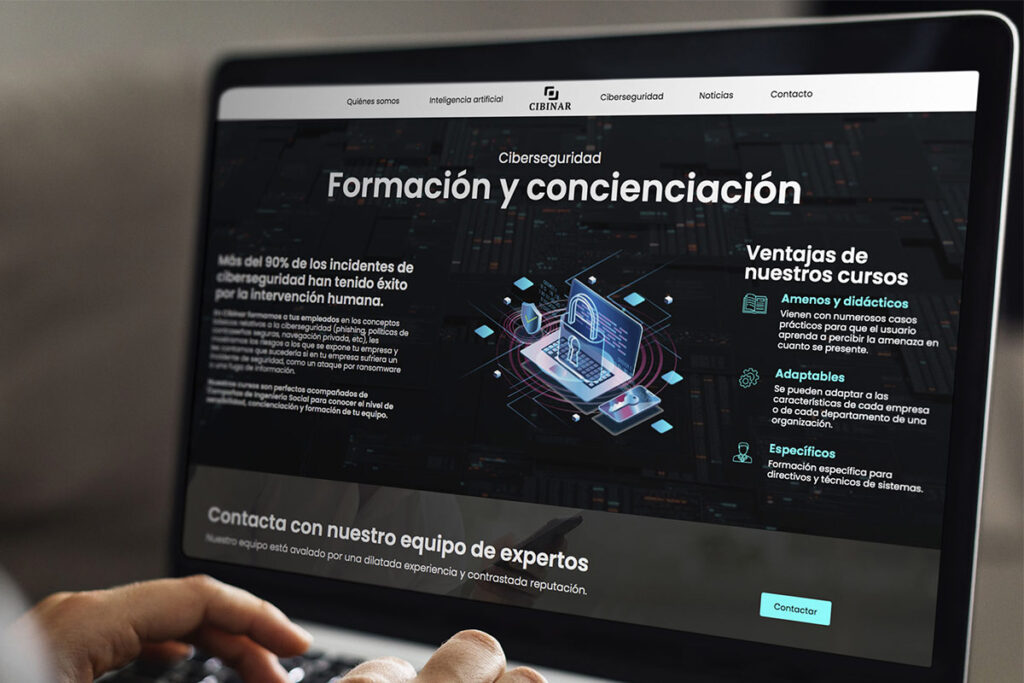 Quiénes somos
Inteligencia artificial
CIBINAR
Ciberseguridad
Noticias
Contacto
Ciberseguridad
Formación y concienciación
Más del 90% de los incidentes de
ciberseguridad han tenido éxito
por la intervención humana.
En Cibinar formamos a tus empleados en los conceptos
básicos relativos a la ciberseguridad (phishing, políticas de
contraseñas seguras, navegación privada, etc), les
mostramos los riesgos a los que se expone tu empresa y
les contamos que sucedería si en tu empresa sufriera un
incidente de seguridad, como un ataque por ransomware
o una fuga de información.
Nuestros cursos son perfectos acompañados de
Campañas de Ingeniería Social para conocer el nivel de
sensibilidad, concienciación y formación de tu equipo.
Ventajas de
nuestros cursos
Amenos y didácticos
Vienen con numerosos casos
prácticos para que el usuario
aprenda a percibir la amenaza en
cuanto se presente.
Adaptables
Se pueden adaptar a las
características de cada empresa
o de cada departamento de una
organización.
Específicos
Formación específica para
directivos y técnicos de sistemas.
Contacta con nuestro equipo de expertos
Nuestro equipo está avalado por una dilatada experiencia y contrastada reputación.
Contactar